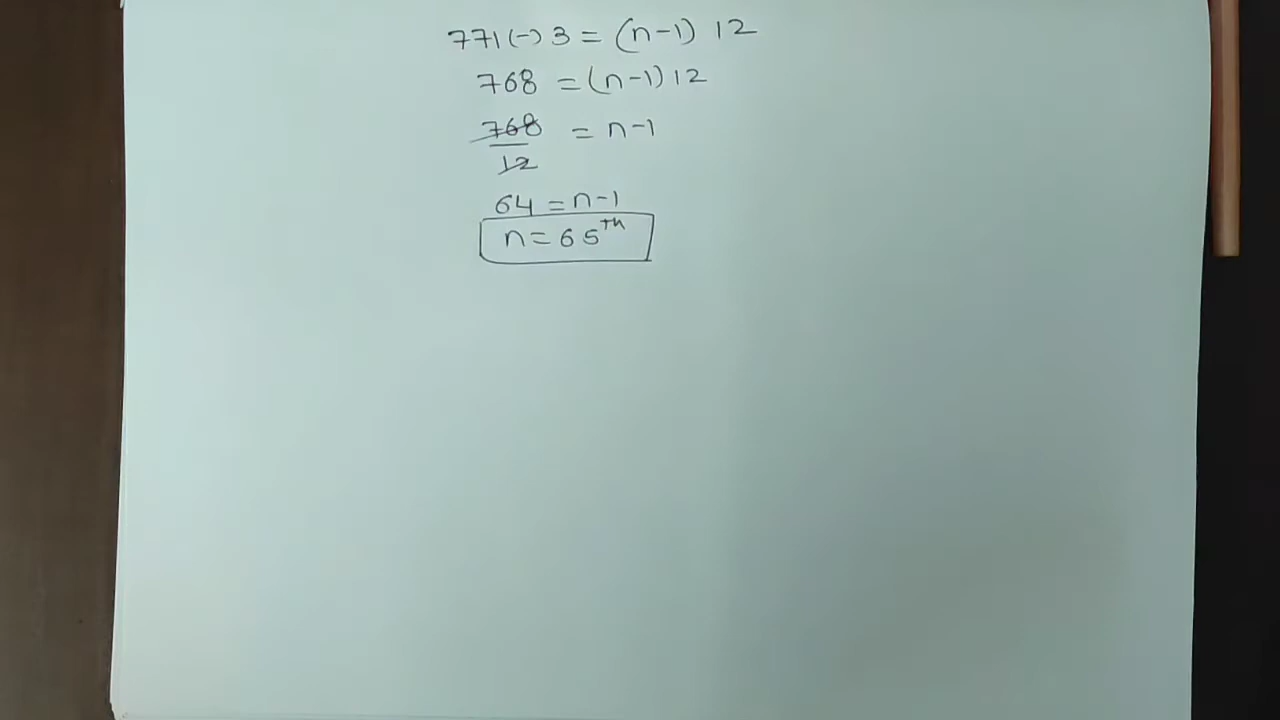 771 (-) 3 = (n-1) 12
768 = (n-1) 12
768/12 = n-1
64 = n-1
n = 65th